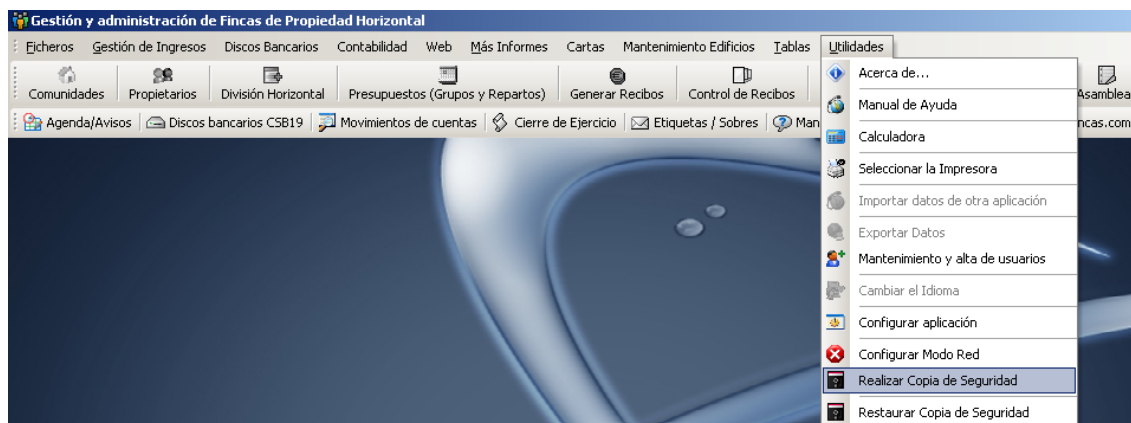 Gestión y administración de Fincas de Propiedad Horizontal
Ficheros Gestión de Ingresos Discos Bancarios Contabilidad Web Más Informes Cartas Mantenimiento Edificios Tablas Utilidades
Comunidades Propietarios División Horizontal Presupuestos (Grupos y Repartos) Generar Recibos Control de Recibos Asamblea
Agenda/Avisos Discos bancarios CSB19 Movimientos de cuentas Cierre de Ejercicio Etiquetas / Sobres Man ncas.com
Acerca de...
Manual de Ayuda
Calculadora
Seleccionar la Impresora
Importar datos de otra aplicación
Exportar Datos
Mantenimiento y alta de usuarios
Cambiar el Idioma
Configurar aplicación
Configurar Modo Red
Realizar Copia de Seguridad
Restaurar Copia de Seguridad